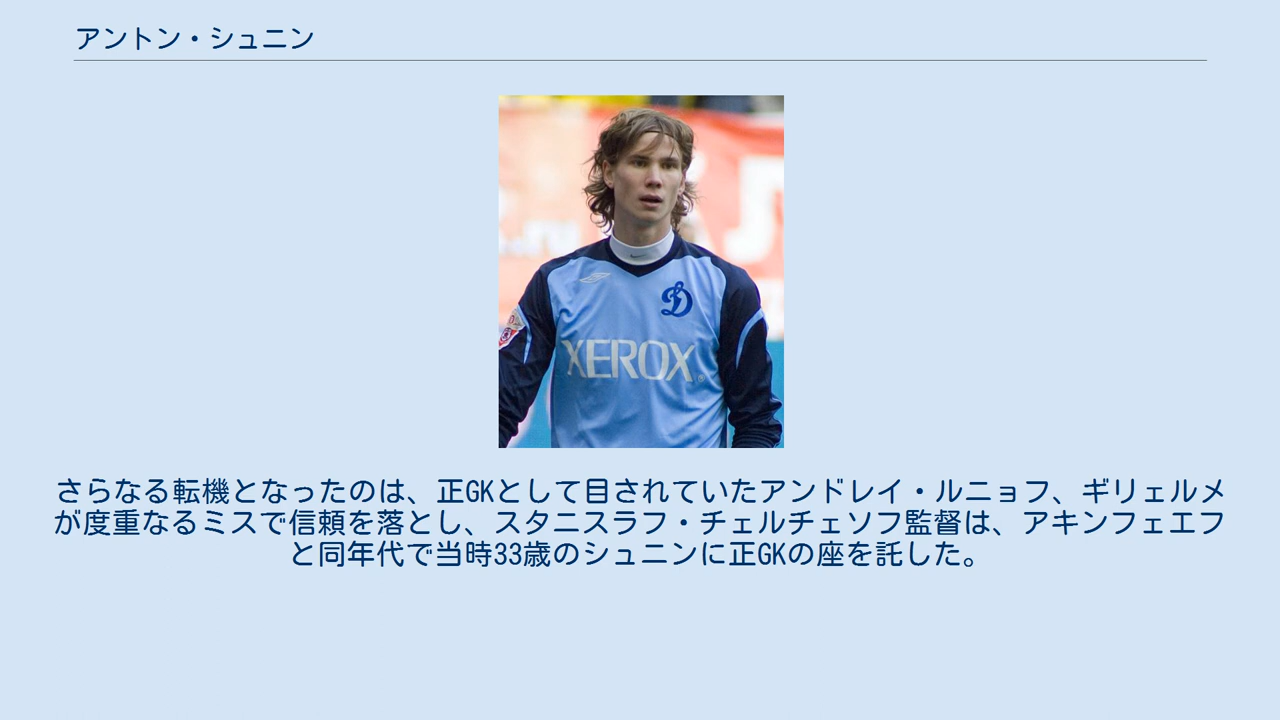 アントン・シュニン
XEROX
さらなる転機となったのは、正GKとして目されていたアンドレイ・ルニョフ、ギリェルメ
が度重なるミスで信頼を落とし、スタニスラフ・チェルチェソフ監督は、アキンフェエフ
と同年代で当時33歳のシュニンに正GKの座を託した。